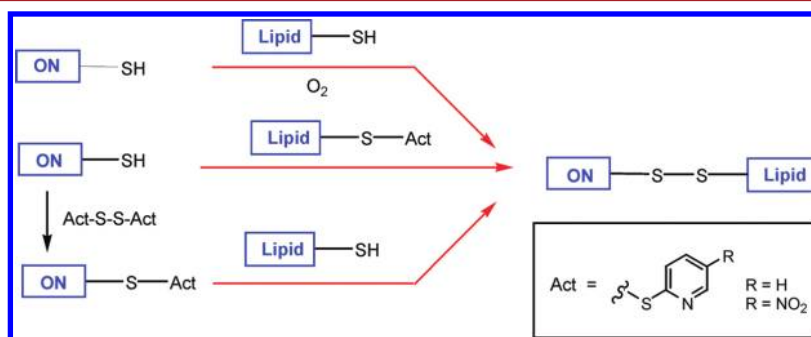 Lipid—SH
ON—SH
O2
Lipid—S—Act
ON—SH
ON—S—S—Lipid
Act-S-S-Act
Lipid—SH
ON—S—Act
Act = S N R
R = H
R = NO2